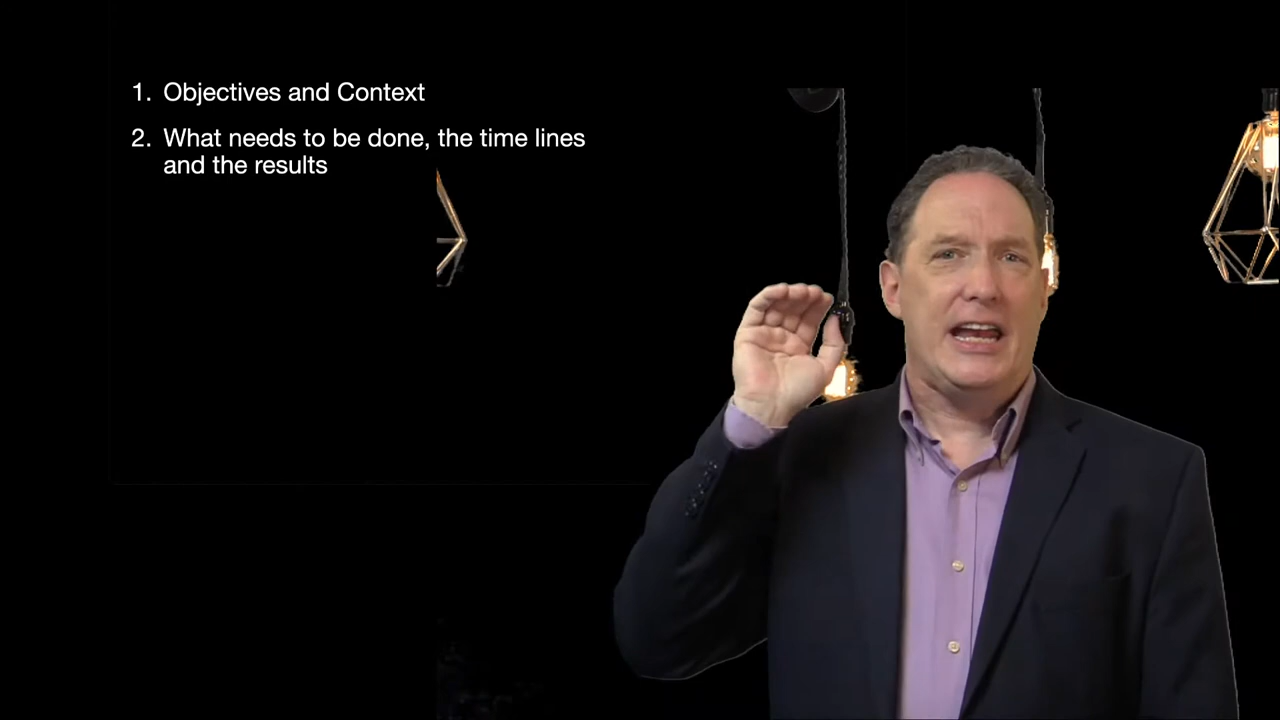 1. Objectives and Context
2. What needs to be done, the time lines
and the results